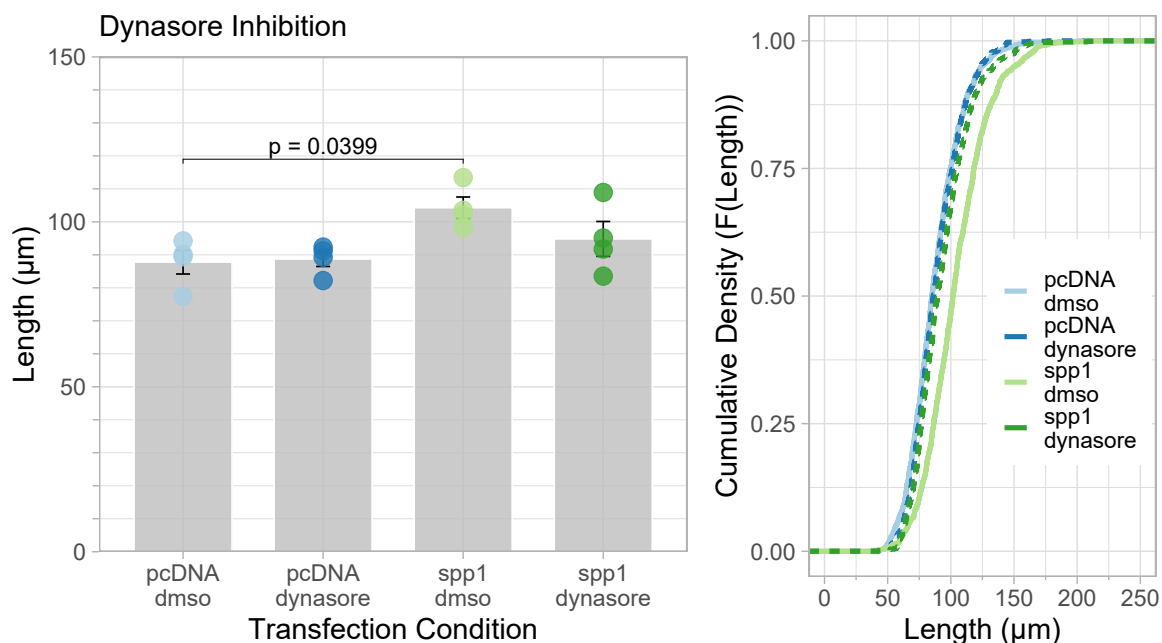 Dynasore Inhibition
150
100
50
0
Length (µm)
p = 0.0399
pcDNA
dmso
pcDNA
dynasore
spp1
dmso
spp1
dynasore
Transfection Condition
1.00
0.75
0.50
0.25
0.00
Cumulative Density (F(Length))
pcDNA
dmso
pcDNA
dynasore
spp1
dmso
spp1
dynasore
0 50 100 150 200 250
Length (µm)